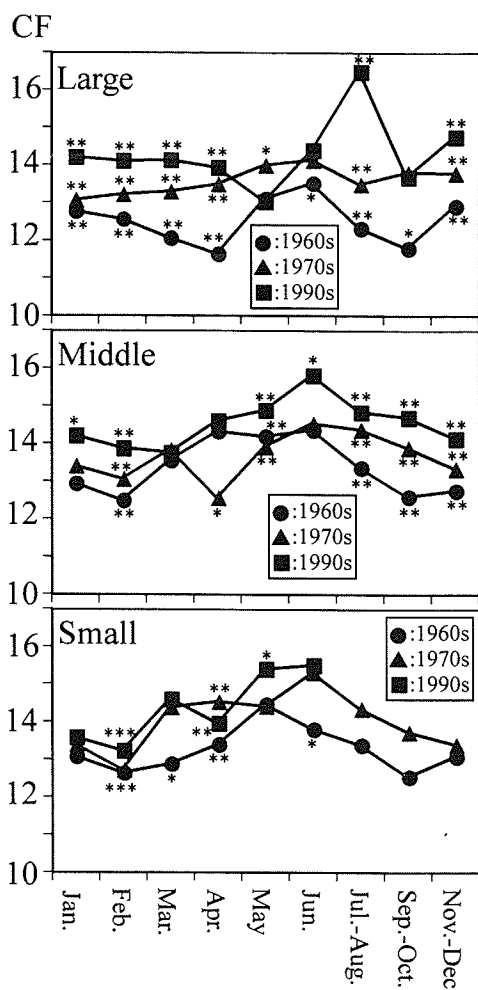 CF
16
Large
** ** ** ** * **
** ** ** ** ** **
** ** ** * ** * **
14
12
●:1960s
▲:1970s
■:1990s
10
16
Middle
* ** ** * ** ** **
** ** ** ** ** **
** * ** ** **
14
12
●:1960s
▲:1970s
■:1990s
10
16
Small
●:1960s
▲:1970s
■:1990s
*** ** *
*** * ** ** *
14
12
10
Jan.
Feb.
Mar.
Apr.
May
Jun.
Jul.-Aug.
Sep.-Oct.
Nov.-Dec